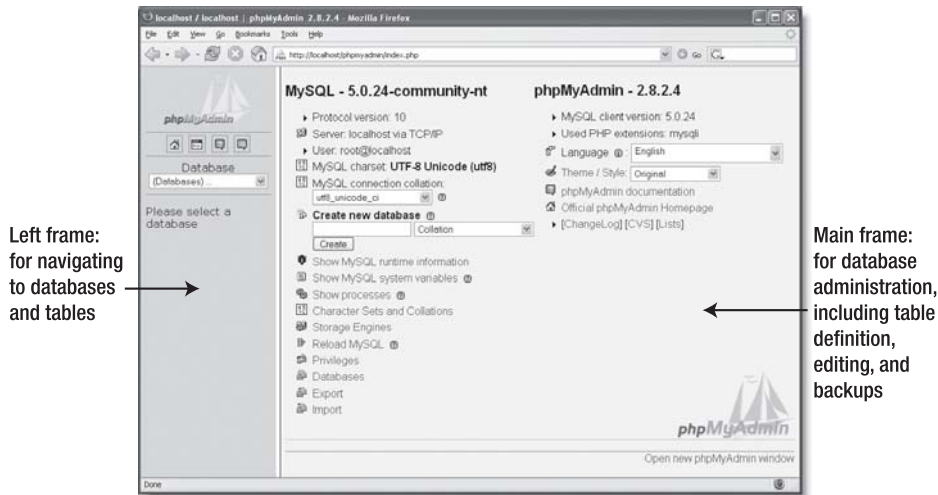 localhost / localhost | phpMyAdmin 2.8.2.4 - Mozilla Firefox
File Edit View Go Bookmarks Tools Help
http://localhost/phpmyadmin/index.php
Go
phpMyAdmin
Database
(Databases) ...
Please select a
database
MySQL - 5.0.24-community-nt
Protocol version: 10
Server: localhost via TCP/IP
User: root@localhost
MySQL charset: UTF-8 Unicode (utf8)
MySQL connection collation:
utf8_unicode_ci
Create new database
Collation
Create
Show MySQL runtime information
Show MySQL system variables
Show processes
Character Sets and Collations
Storage Engines
Reload MySQL
Privileges
Databases
Export
Import
phpMyAdmin - 2.8.2.4
MySQL client version: 5.0.24
Used PHP extensions: mysqli
Language : English
Theme / Style: Original
phpMyAdmin documentation
Official phpMyAdmin Homepage
[ChangeLog] [CVS] [Lists]
phpMyAdmin
Open new phpMyAdmin window
Done
Left frame:
for navigating
to databases
and tables
Main frame:
for database
administration,
including table
definition,
editing, and
backups